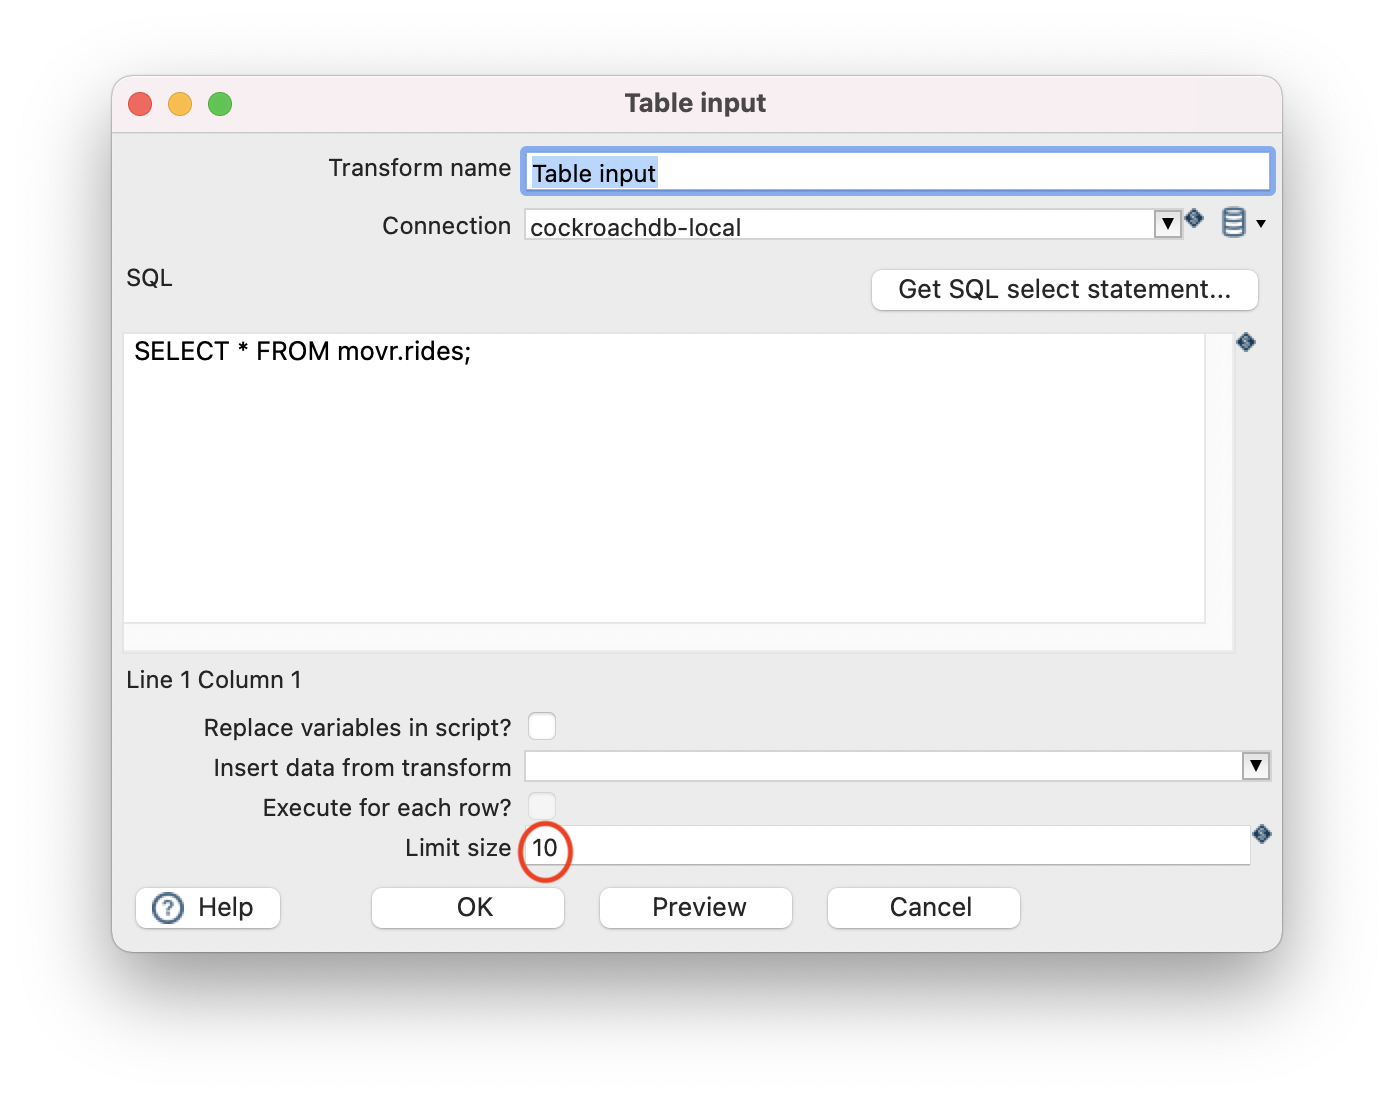 Table input
Transform name Table input
Connection cockroachdb-local
SQL
Get SQL select statement...
SELECT * FROM movr.rides;
Line 1 Column 1
Replace variables in script?
Insert data from transform
Execute for each row?
Limit size 10
Help OK Preview Cancel